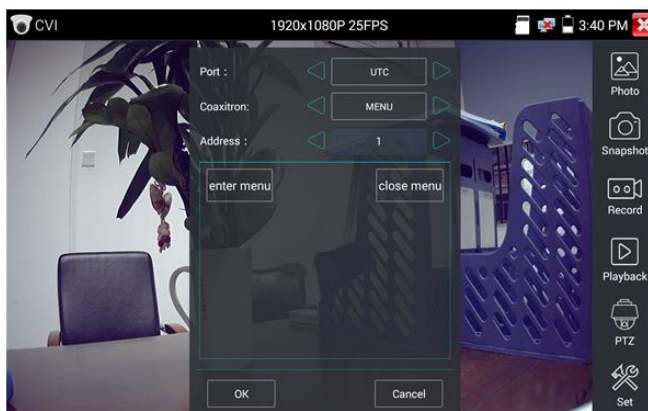 CVI 1920x1080P 25FPS 3:40 PM
Port : UTC
Coaxitron: MENU
Address : 1
enter menu close menu
OK Cancel
Photo
Snapshot
Record
Playback
PTZ
Set